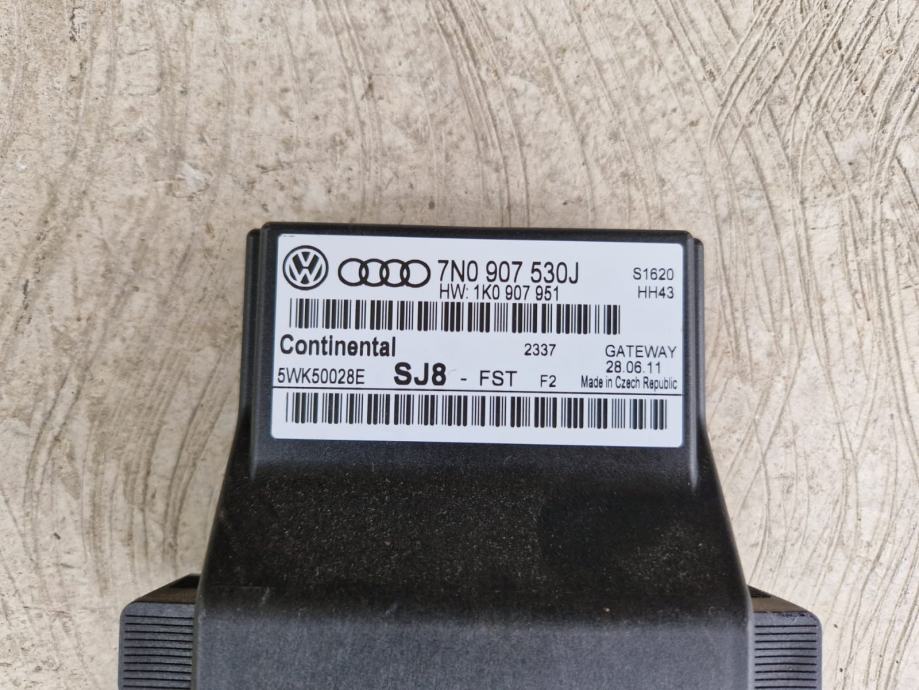 7N0 907 530J
S1620
HW: 1K0 907 951
HH43
Continental
2337
GATEWAY
28.06.11
5WK50028E
SJ8 - FST F2
Made in Czech Republic